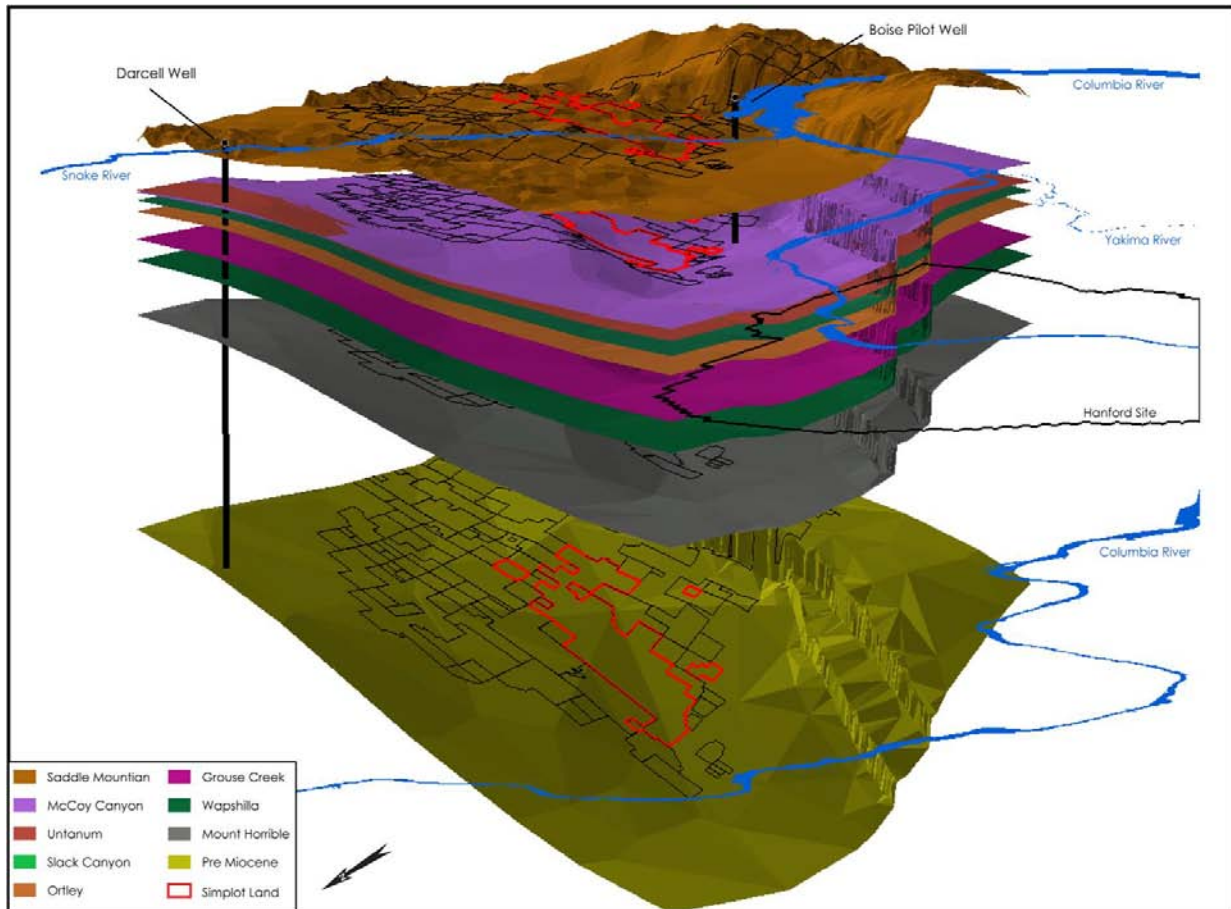 Boise Pilot Well
Darcell Well
Columbia River
Snake River
Yakima River
Hanford Site
Columbia River
Saddle Mountian
McCoy Canyon
Untanum
Slack Canyon
Ortley
Grouse Creek
Wapshilla
Mount Horrible
Pre Miocene
Simplot Land